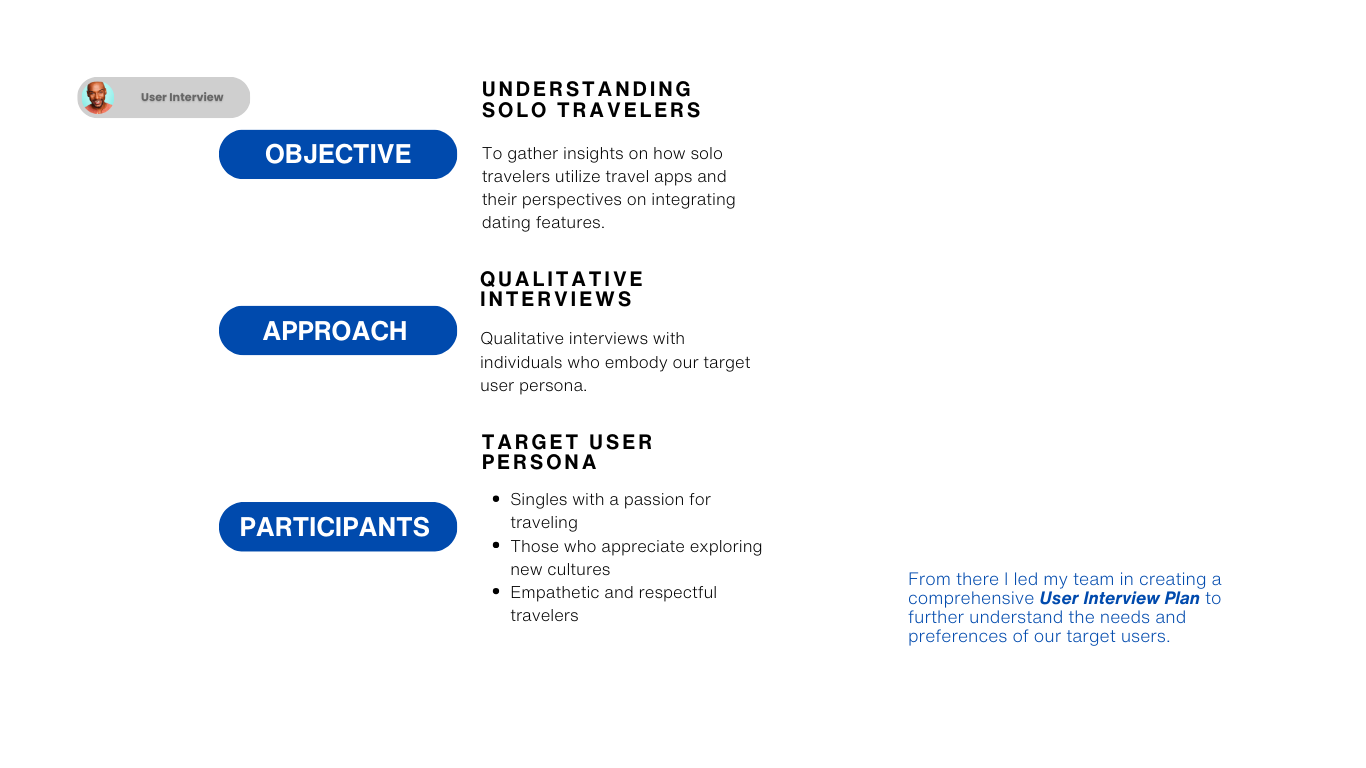 User Interview
OBJECTIVE
UNDERSTANDING
SOLO TRAVELERS
To gather insights on how solo
travelers utilize travel apps and
their perspectives on integrating
dating features.
APPROACH
QUALITATIVE
INTERVIEWS
Qualitative interviews with
individuals who embody our target
user persona.
PARTICIPANTS
TARGET USER
PERSONA
• Singles with a passion for
traveling
• Those who appreciate exploring
new cultures
• Empathetic and respectful
travelers
From there I led my team in creating a
comprehensive User Interview Plan to
further understand the needs and
preferences of our target users.